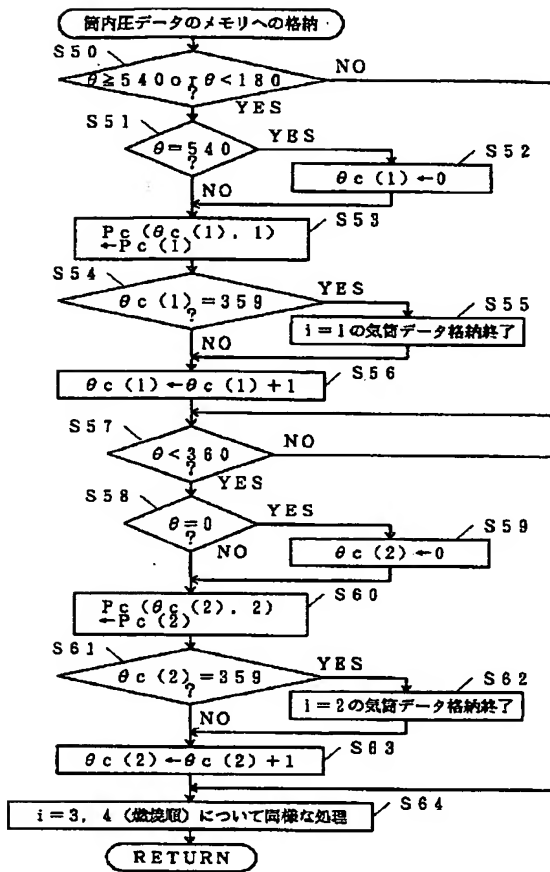 筒内圧データのメモリへの格納
S50
θ≧540 or θ<180
?
NO
YES
S51
θ=540
?
YES
S52
θc(1)←0
NO
S53
Pc(θc(1),1)
←Pc(1)
S54
θc(1)=359
?
YES
S55
i=1の気筒データ格納終了
NO
S56
θc(1)←θc(1)+1
S57
θ<360
?
NO
YES
S58
θ=0
?
YES
S59
θc(2)←0
NO
S60
Pc(θc(2),2)
←Pc(2)
S61
θc(2)=359
?
YES
S62
i=2の気筒データ格納終了
NO
S63
θc(2)←θc(2)+1
S64
i=3,4(燃焼順)について同様な処理
RETURN